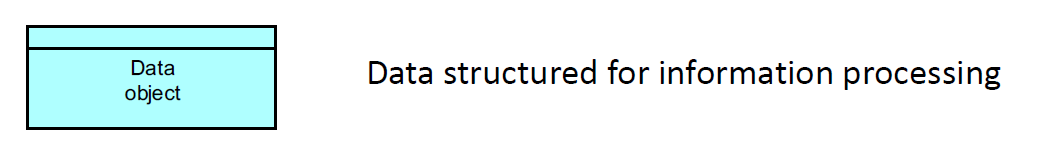 Data
object
Data structured for information processing